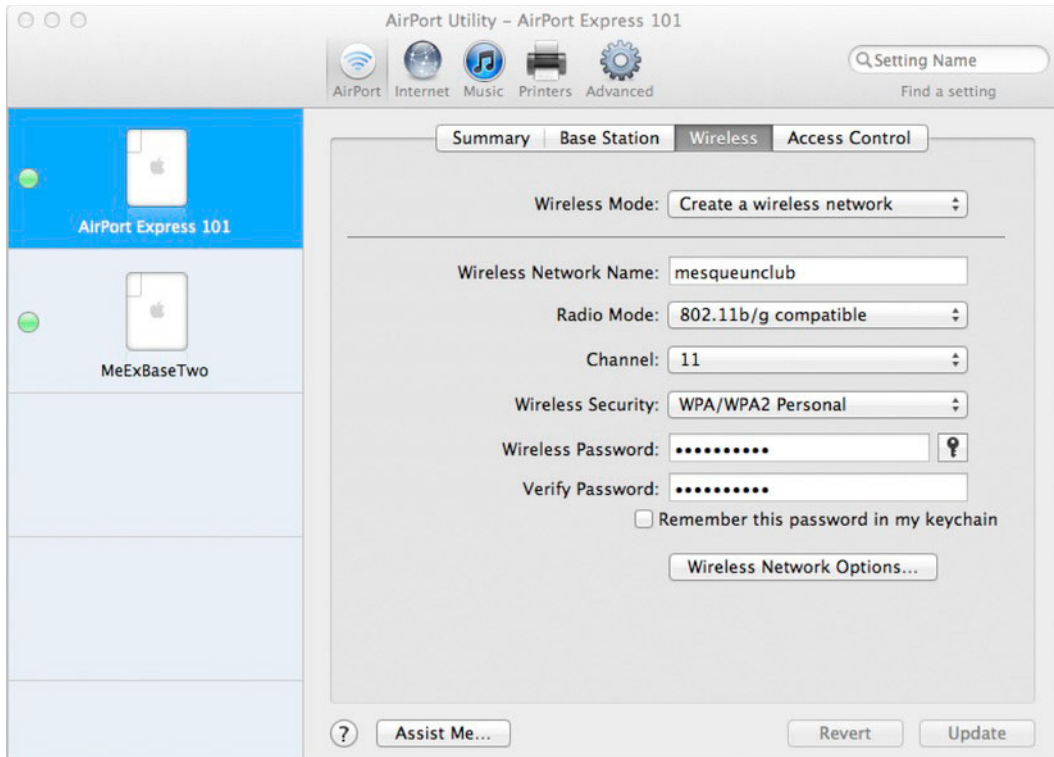 AirPort Utility – AirPort Express 101
AirPort Internet Music Printers Advanced
Setting Name
Find a setting
AirPort Express 101
MeExBaseTwo
Summary Base Station Wireless Access Control
Wireless Mode: Create a wireless network
Wireless Network Name: mesqueunclub
Radio Mode: 802.11b/g compatible
Channel: 11
Wireless Security: WPA/WPA2 Personal
Wireless Password: ••••••••••
Verify Password: ••••••••••
Remember this password in my keychain
Wireless Network Options...
? Assist Me... Revert Update